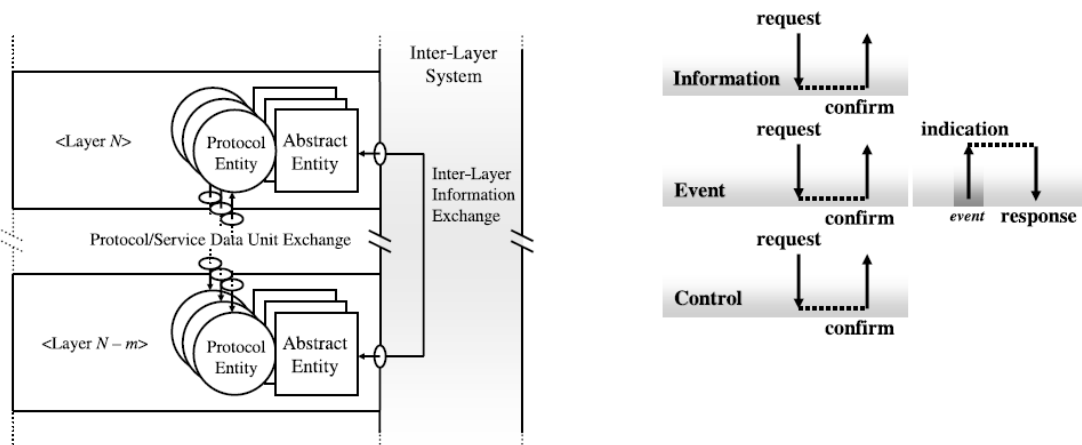 Inter-Layer
System
<Layer N>
Protocol
Entity
Abstract
Entity
Inter-Layer
Information
Exchange
Protocol/Service Data Unit Exchange
<Layer N – m>
Protocol
Entity
Abstract
Entity
request
Information
confirm
request
indication
Event
confirm
event
response
request
Control
confirm